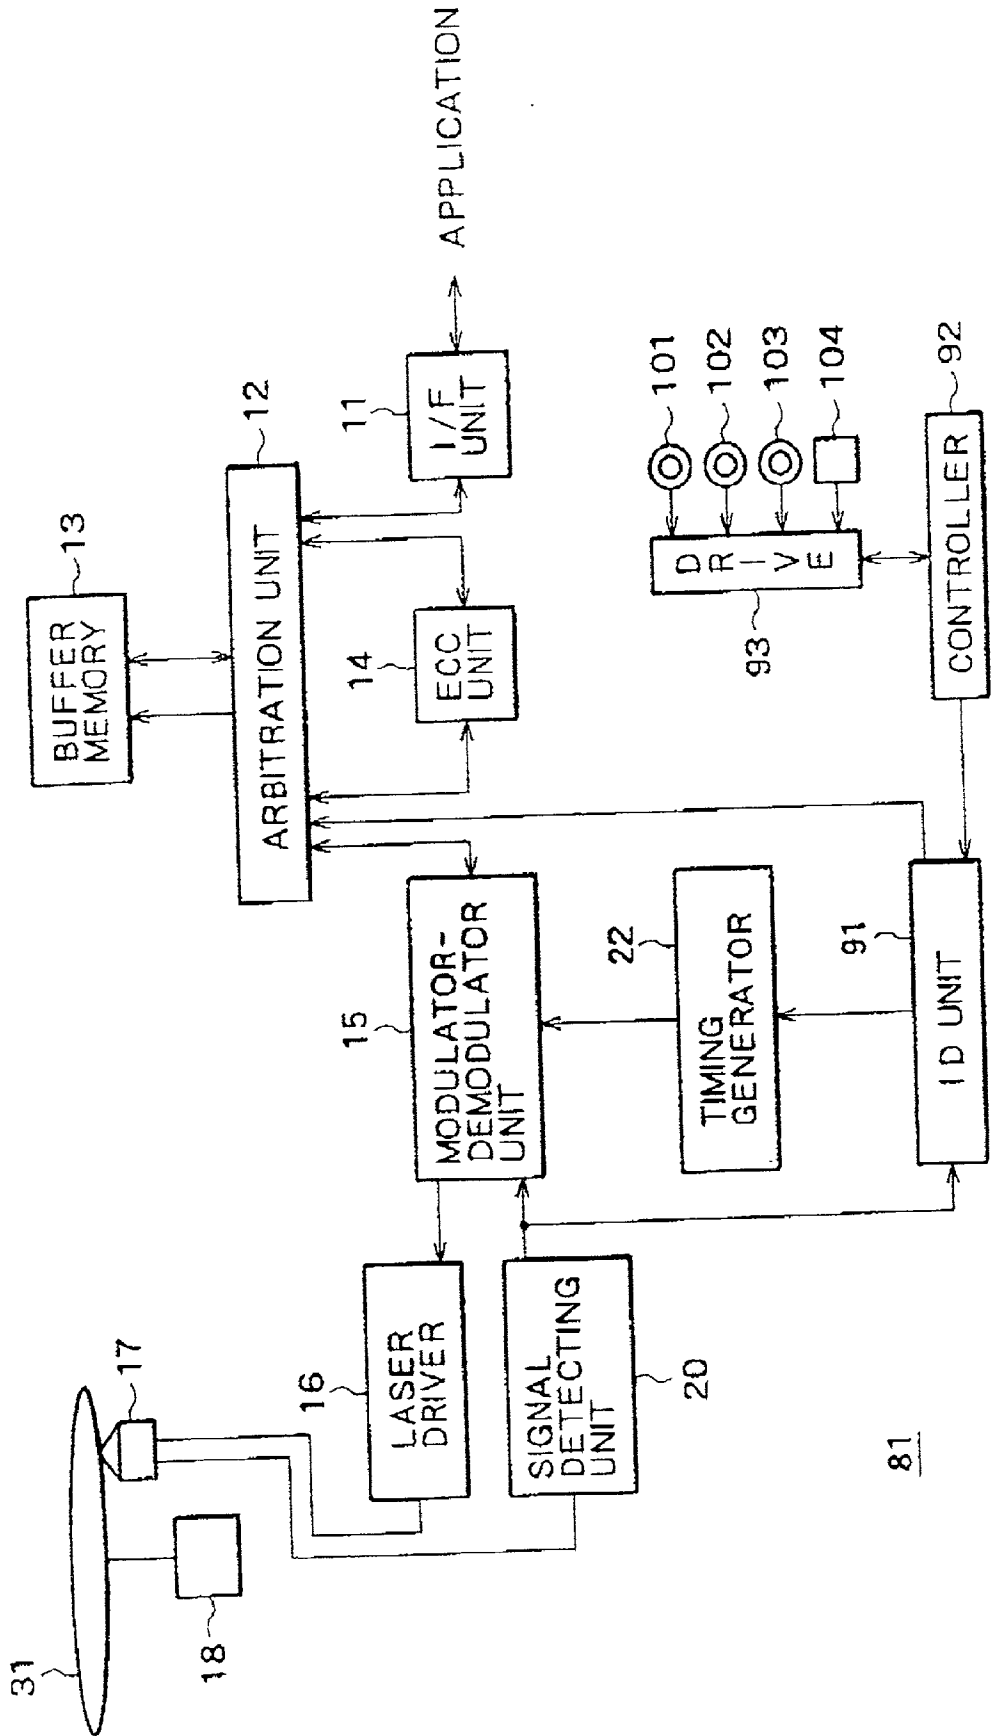 31
18
17
16
LASER
DRIVER
SIGNAL
DETECTING
UNIT
20
81
BUFFER
MEMORY
13
ARBITRATION UNIT
12
14
ECC
UNIT
11
I/F
UNIT
APPLICATION
15
MODULATOR-
DEMODULATOR
UNIT
22
TIMING
GENERATOR
91
ID UNIT
93
DRIVE
101
102
103
104
CONTROLLER
92